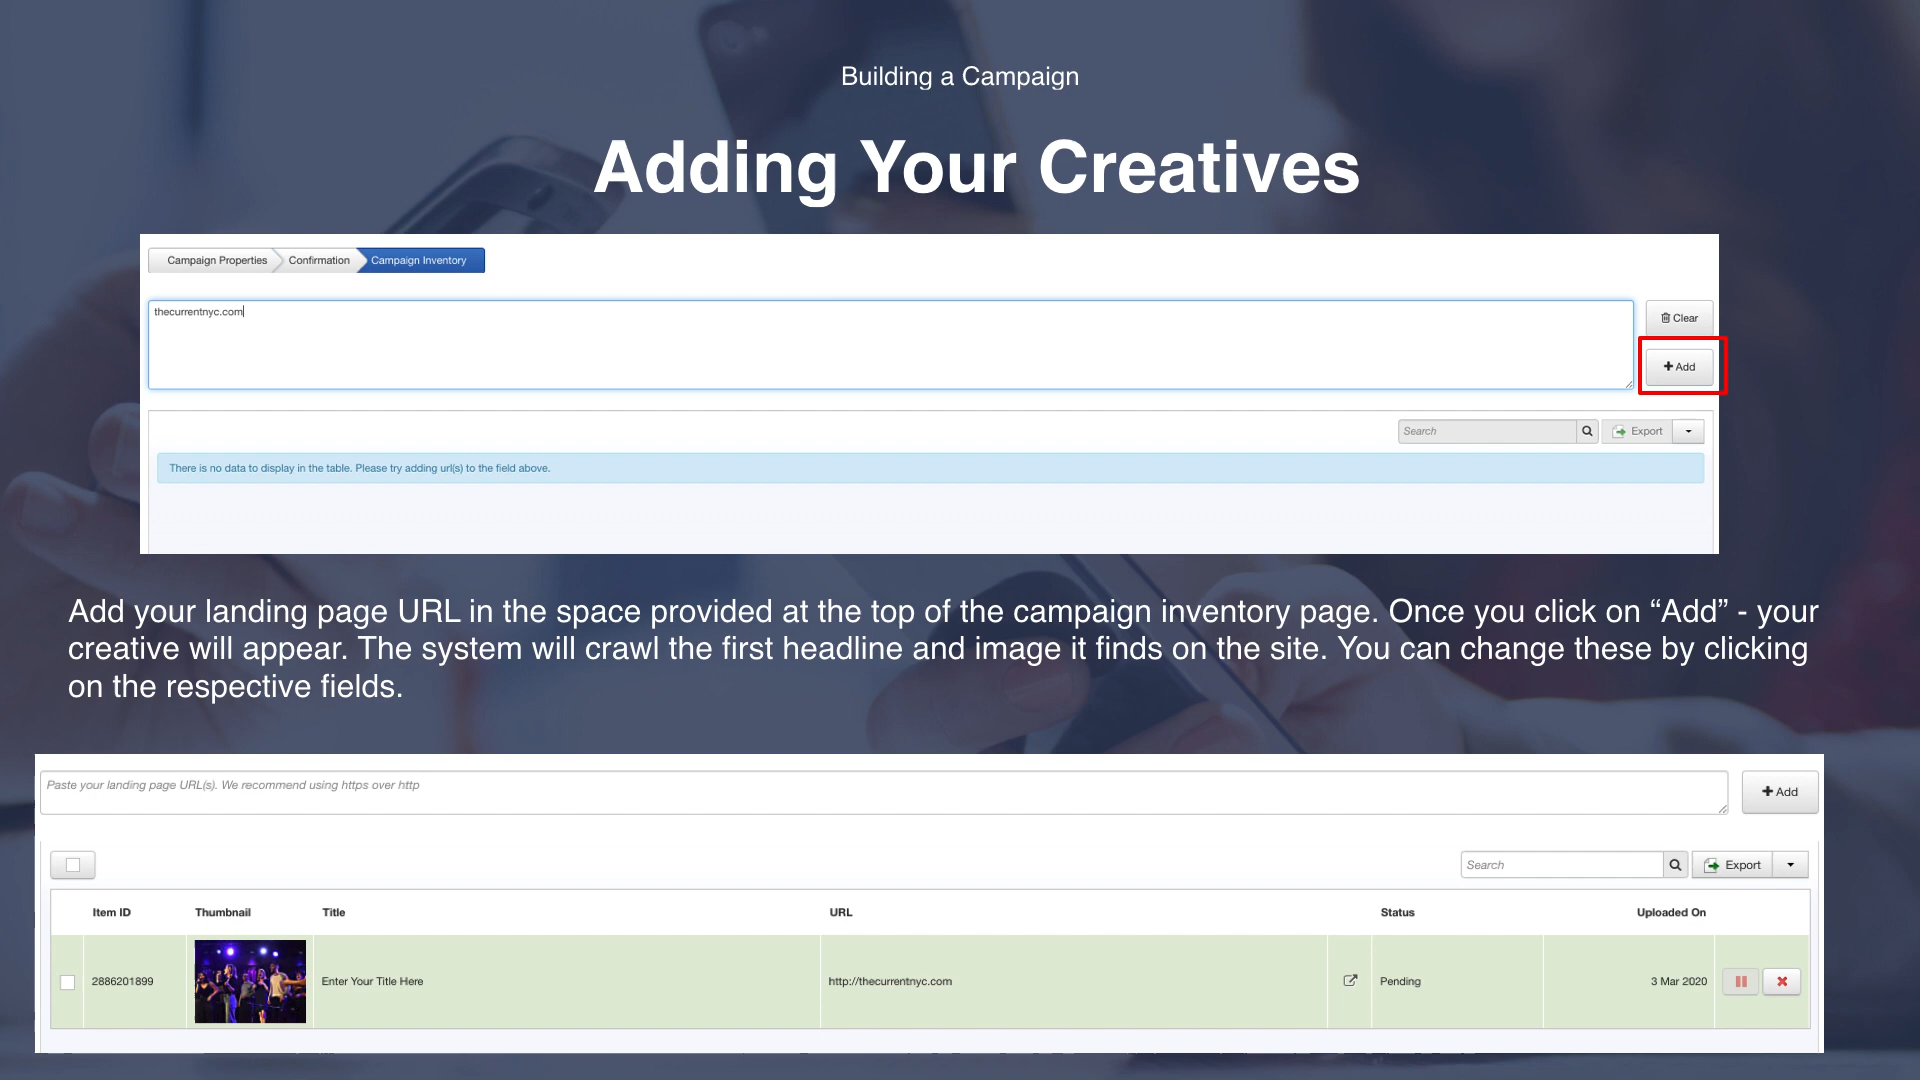 Building a Campaign
Adding Your Creatives
Campaign Properties Confirmation Campaign Inventory
thecurrentnyc.com
Clear
+ Add
Search Export
There is no data to display in the table. Please try adding url(s) to the field above.
Add your landing page URL in the space provided at the top of the campaign inventory page. Once you click on “Add” - your
creative will appear. The system will crawl the first headline and image it finds on the site. You can change these by clicking
on the respective fields.
Paste your landing page URL(s). We recommend using https over http
+ Add
Search Export
Item ID Thumbnail Title URL Status Uploaded On
2886201899 Enter Your Title Here http://thecurrentnyc.com Pending 3 Mar 2020